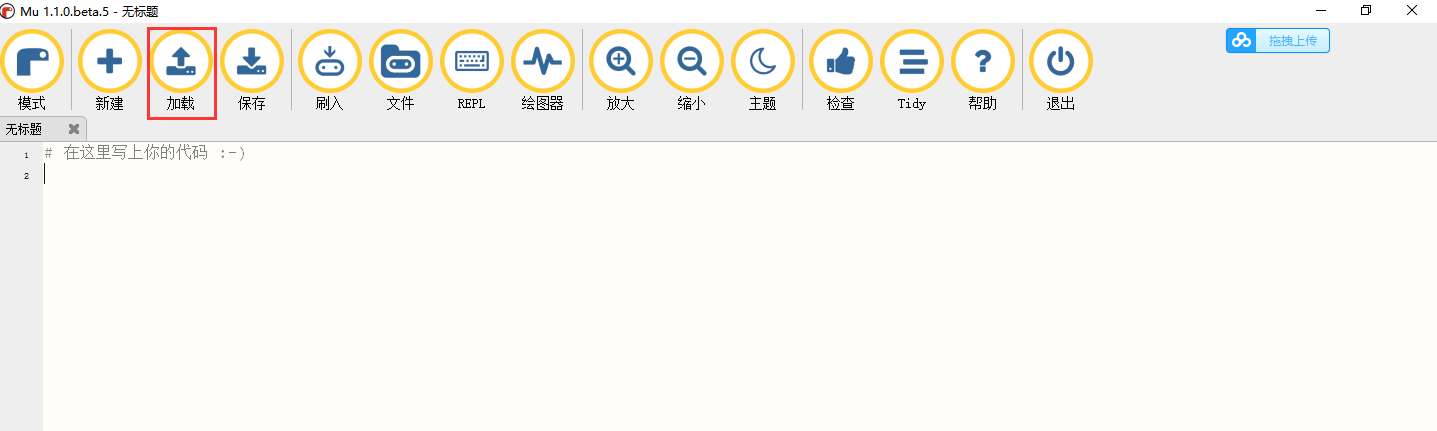 Mu 1.1.0.beta.5 - 无标题
拖拽上传
模式 新建 加载 保存 刷入 文件 REPL 绘图器 放大 缩小 主题 检查 Tidy 帮助 退出
无标题
1 # 在这里写上你的代码 :-)
2